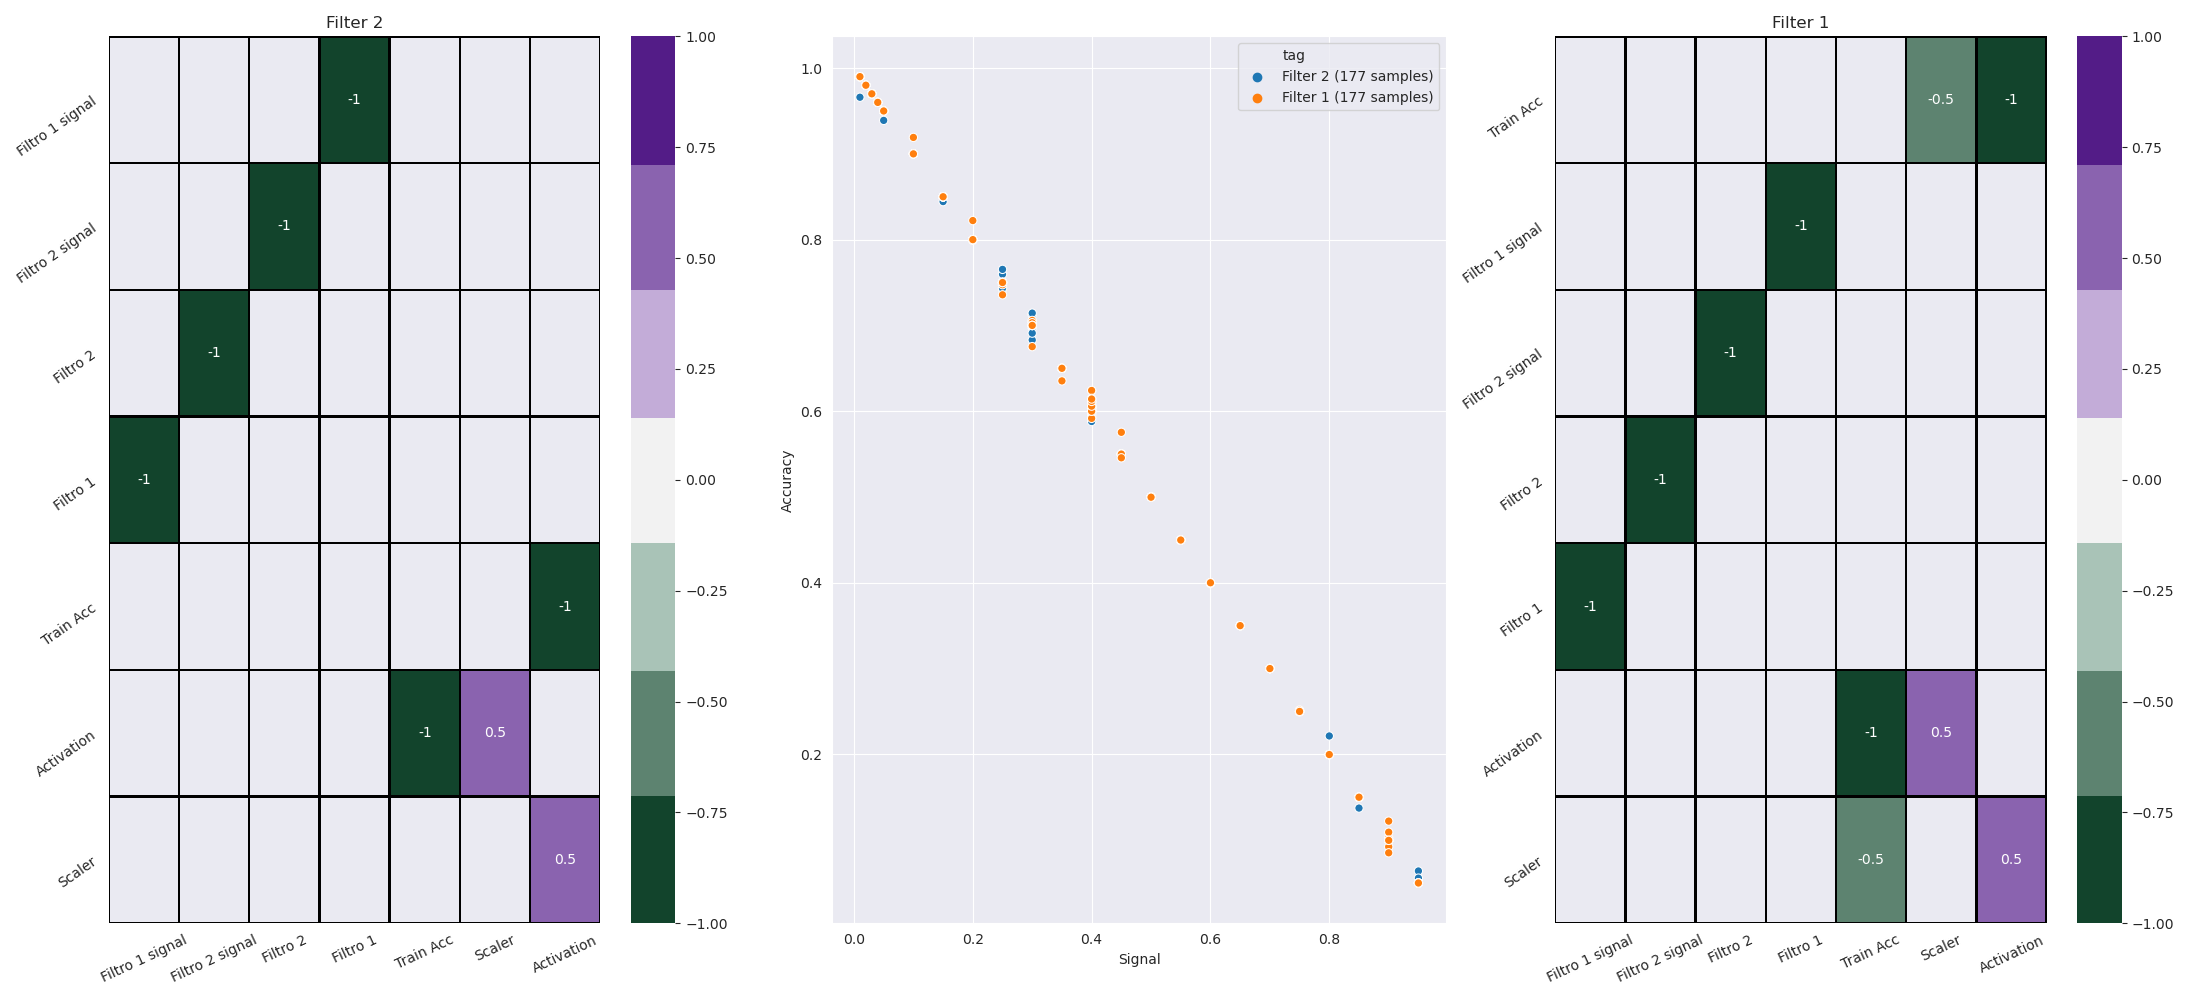 Filter 2
Filtro 1 signal
Filtro 2 signal
Filtro 2
Filtro 1
Train Acc
Activation
Scaler
-1
-1
-1
-1
-1
-1
0.5
0.5
Filtro 1 signal
Filtro 2 signal
Filtro 2
Filtro 1
Train Acc
Scaler
Activation
1.00
0.75
0.50
0.25
0.00
−0.25
−0.50
−0.75
−1.00
tag
Filter 2 (177 samples)
Filter 1 (177 samples)
Accuracy
1.0
0.8
0.6
0.4
0.2
0.0
0.2
0.4
0.6
0.8
Signal
Filter 1
Train Acc
Filtro 1 signal
Filtro 2 signal
Filtro 2
Filtro 1
Activation
Scaler
-0.5
-1
-1
-1
-1
-1
-1
0.5
-0.5
0.5
Filtro 1 signal
Filtro 2 signal
Filtro 2
Filtro 1
Train Acc
Scaler
Activation
1.00
0.75
0.50
0.25
0.00
−0.25
−0.50
−0.75
−1.00